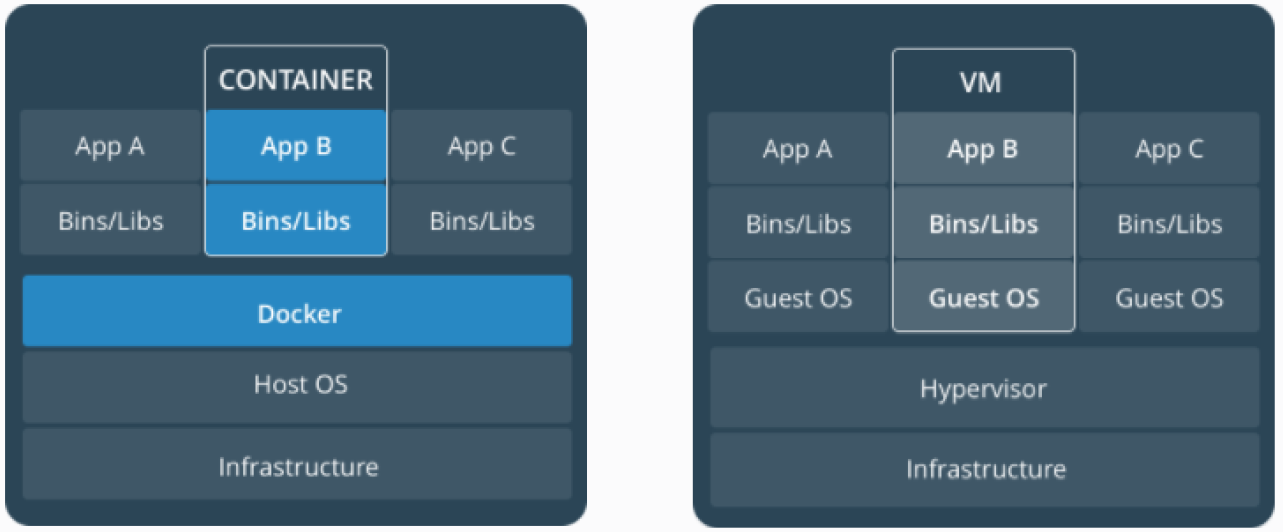 CONTAINER
App A App B App C
Bins/Libs Bins/Libs Bins/Libs
Docker
Host OS
Infrastructure
VM
App A App B App C
Bins/Libs Bins/Libs Bins/Libs
Guest OS Guest OS Guest OS
Hypervisor
Infrastructure